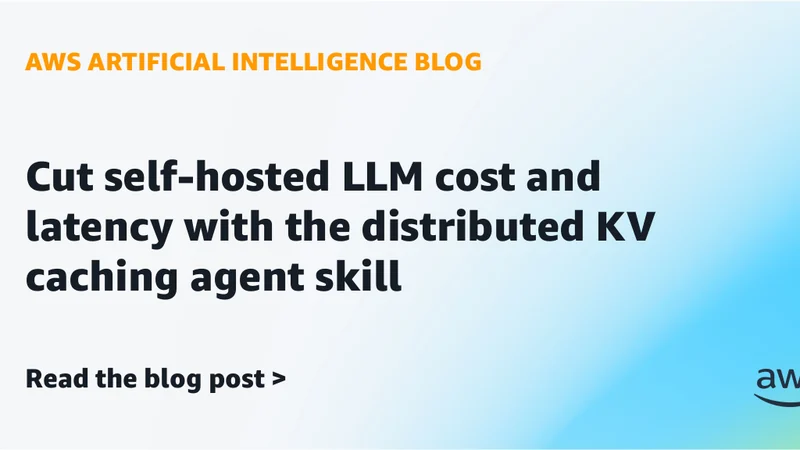 AWS ARTIFICIAL INTELLIGENCE BLOG
Cut self-hosted LLM cost and
latency with the distributed KV
caching agent skill
Read the blog post >
aw